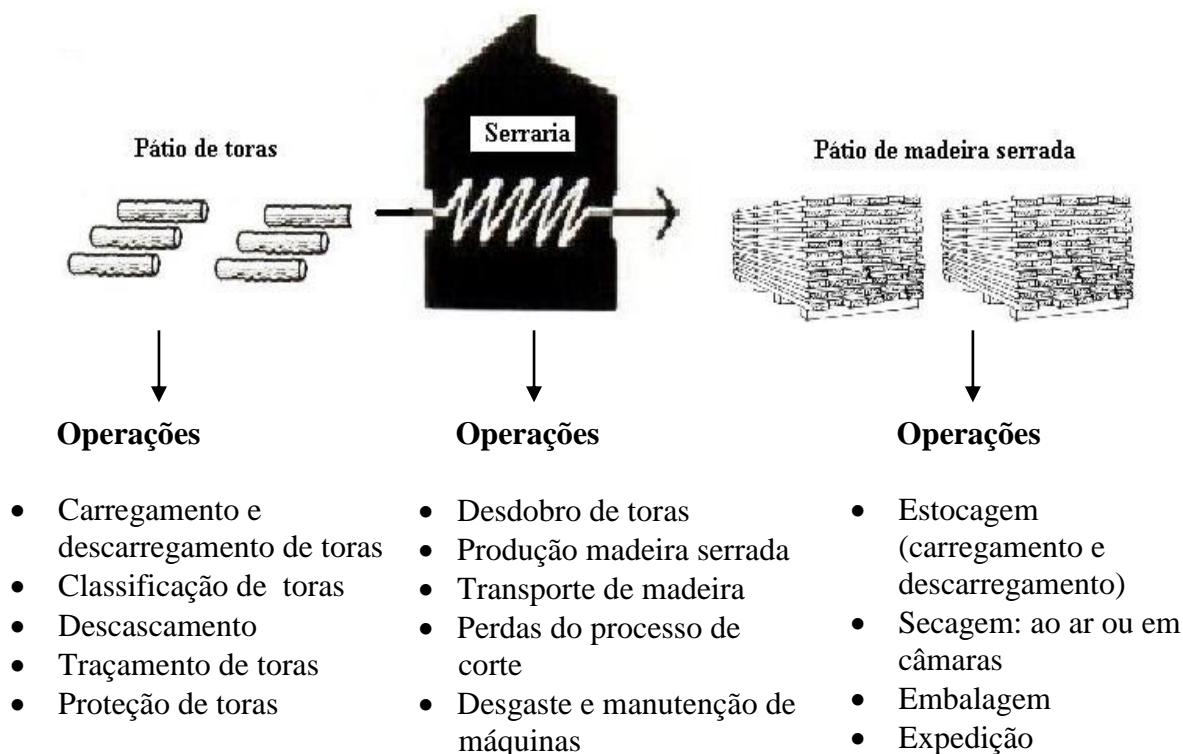 Pátio de toras
Serraria
Pátio de madeira serrada
Operações
• Carregamento e
descarregamento de toras
• Classificação de toras
• Descascamento
• Traçamento de toras
• Proteção de toras
Operações
• Desdobro de toras
• Produção madeira serrada
• Transporte de madeira
• Perdas do processo de
corte
• Desgaste e manutenção de
máquinas
Operações
• Estocagem
(carregamento e
descarregamento)
• Secagem: ao ar ou em
câmaras
• Embalagem
• Expedição